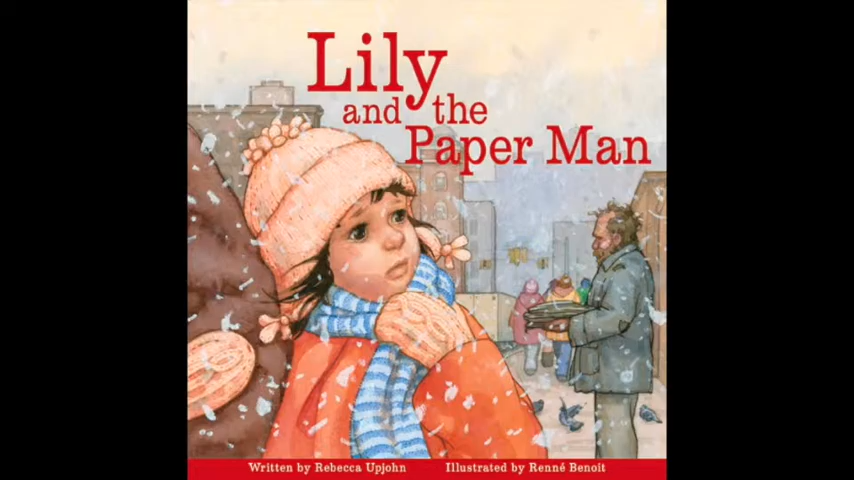 Lily
and the
Paper Man
Written by Rebecca Upjohn Illustrated by Renné Benoit